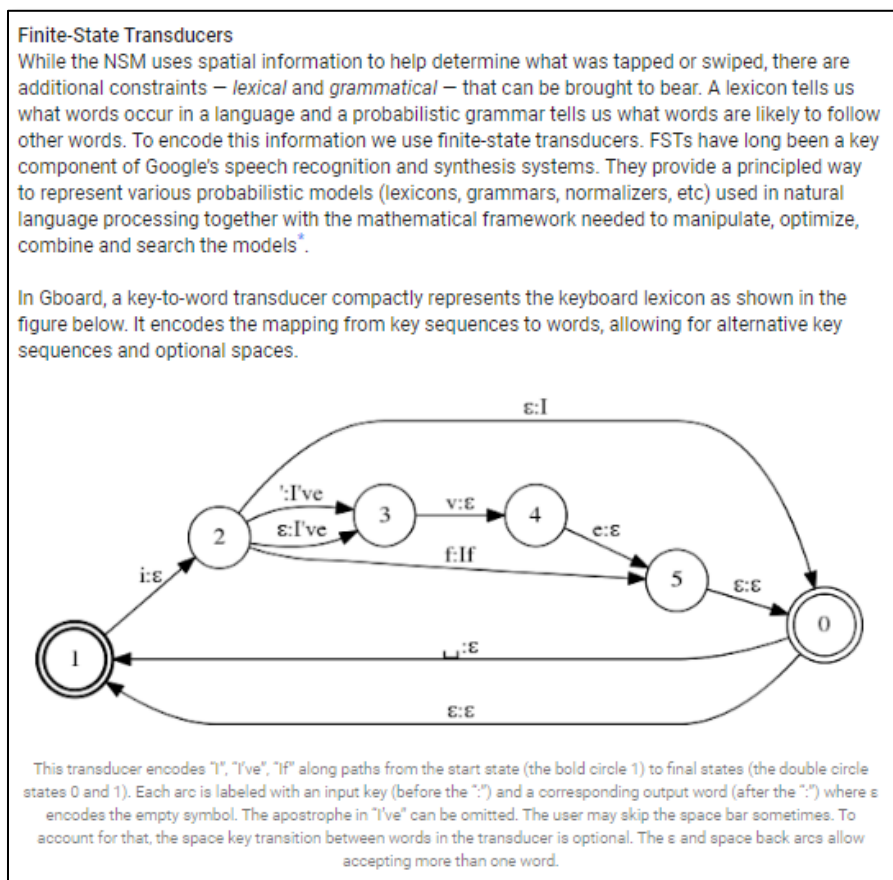 Finite-State Transducers
While the NSM uses spatial information to help determine what was tapped or swiped, there are
additional constraints — lexical and grammatical — that can be brought to bear. A lexicon tells us
what words occur in a language and a probabilistic grammar tells us what words are likely to follow
other words. To encode this information we use finite-state transducers. FSTs have long been a key
component of Google's speech recognition and synthesis systems. They provide a principled way
to represent various probabilistic models (lexicons, grammars, normalizers, etc) used in natural
language processing together with the mathematical framework needed to manipulate, optimize,
combine and search the models*.
In Gboard, a key-to-word transducer compactly represents the keyboard lexicon as shown in the
figure below. It encodes the mapping from key sequences to words, allowing for alternative key
sequences and optional spaces.
ε:I
':I've
ε:I've
v:ε
e:ε
f:If
i:ε
ε:ε
␣:ε
ε:ε
2
3
4
5
0
1
This transducer encodes "I", "I've", "If" along paths from the start state (the bold circle 1) to final states (the double circle
states 0 and 1). Each arc is labeled with an input key (before the ":") and a corresponding output word (after the ":") where ε
encodes the empty symbol. The apostrophe in "I've" can be omitted. The user may skip the space bar sometimes. To
account for that, the space key transition between words in the transducer is optional. The ε and space back arcs allow
accepting more than one word.